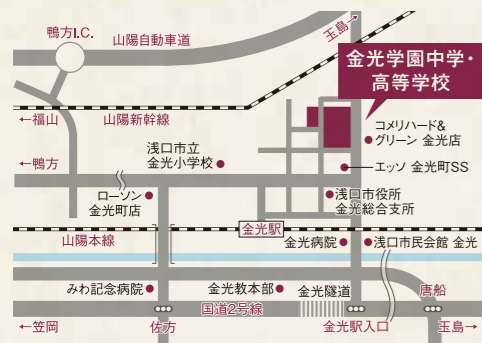 鴨方I.C.
山陽自動車道
玉島→
金光学園中学・
高等学校
←福山
山陽新幹線
コメリハード&
グリーン 金光店
浅口市立
金光小学校
←鴨方
エッソ 金光町SS
ローソン
金光町店
浅口市役所
金光総合支所
金光駅
山陽本線
金光病院
浅口市民会館 金光
みわ記念病院
金光教本部
金光隧道
唐船
国道2号線
←笠岡
佐方
金光駅入口
玉島→